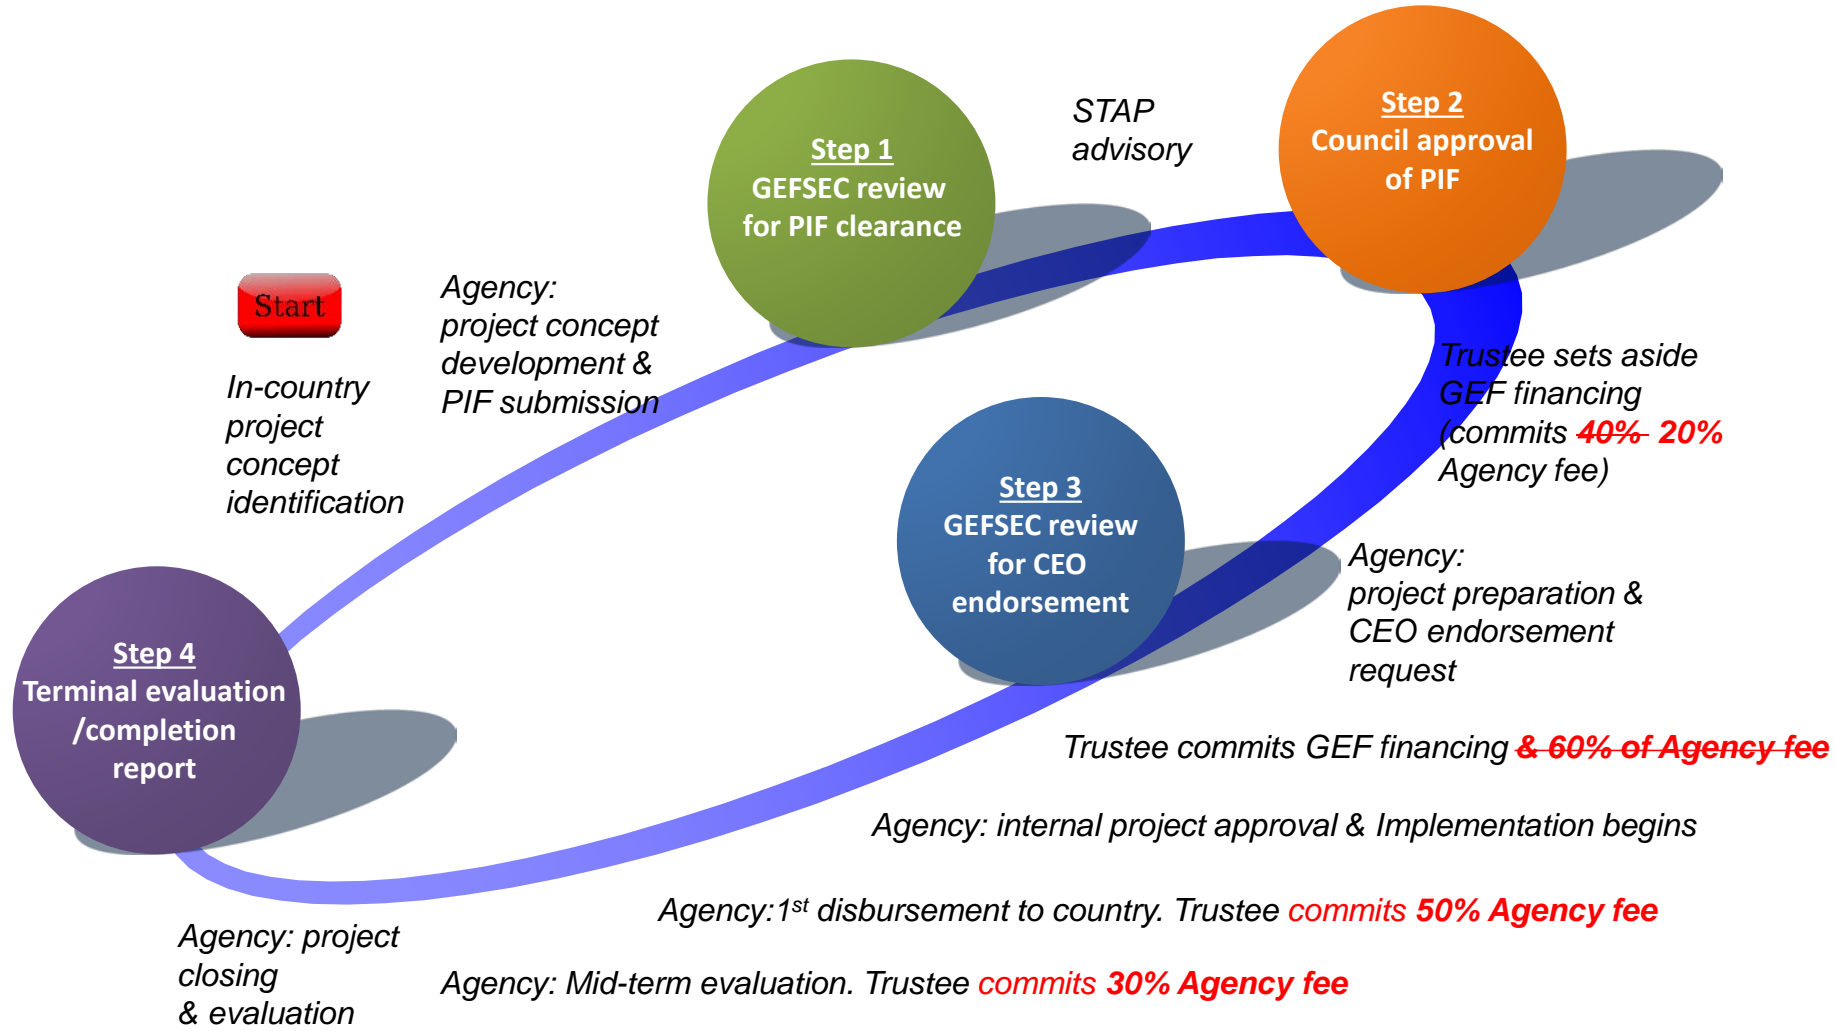 Start
In-country
project
concept
identification
Agency:
project concept
development &
PIF submission
Step 1
GEFSEC review
for PIF clearance
STAP
advisory
Step 2
Council approval
of PIF
Trustee sets aside
GEF financing
(commits 40% 20%
Agency fee)
Step 3
GEFSEC review
for CEO
endorsement
Agency:
project preparation &
CEO endorsement
request
Trustee commits GEF financing & 60% of Agency fee
Agency: internal project approval & Implementation begins
Agency:1st disbursement to country. Trustee commits 50% Agency fee
Agency: Mid-term evaluation. Trustee commits 30% Agency fee
Step 4
Terminal evaluation
/completion
report
Agency: project
closing
& evaluation